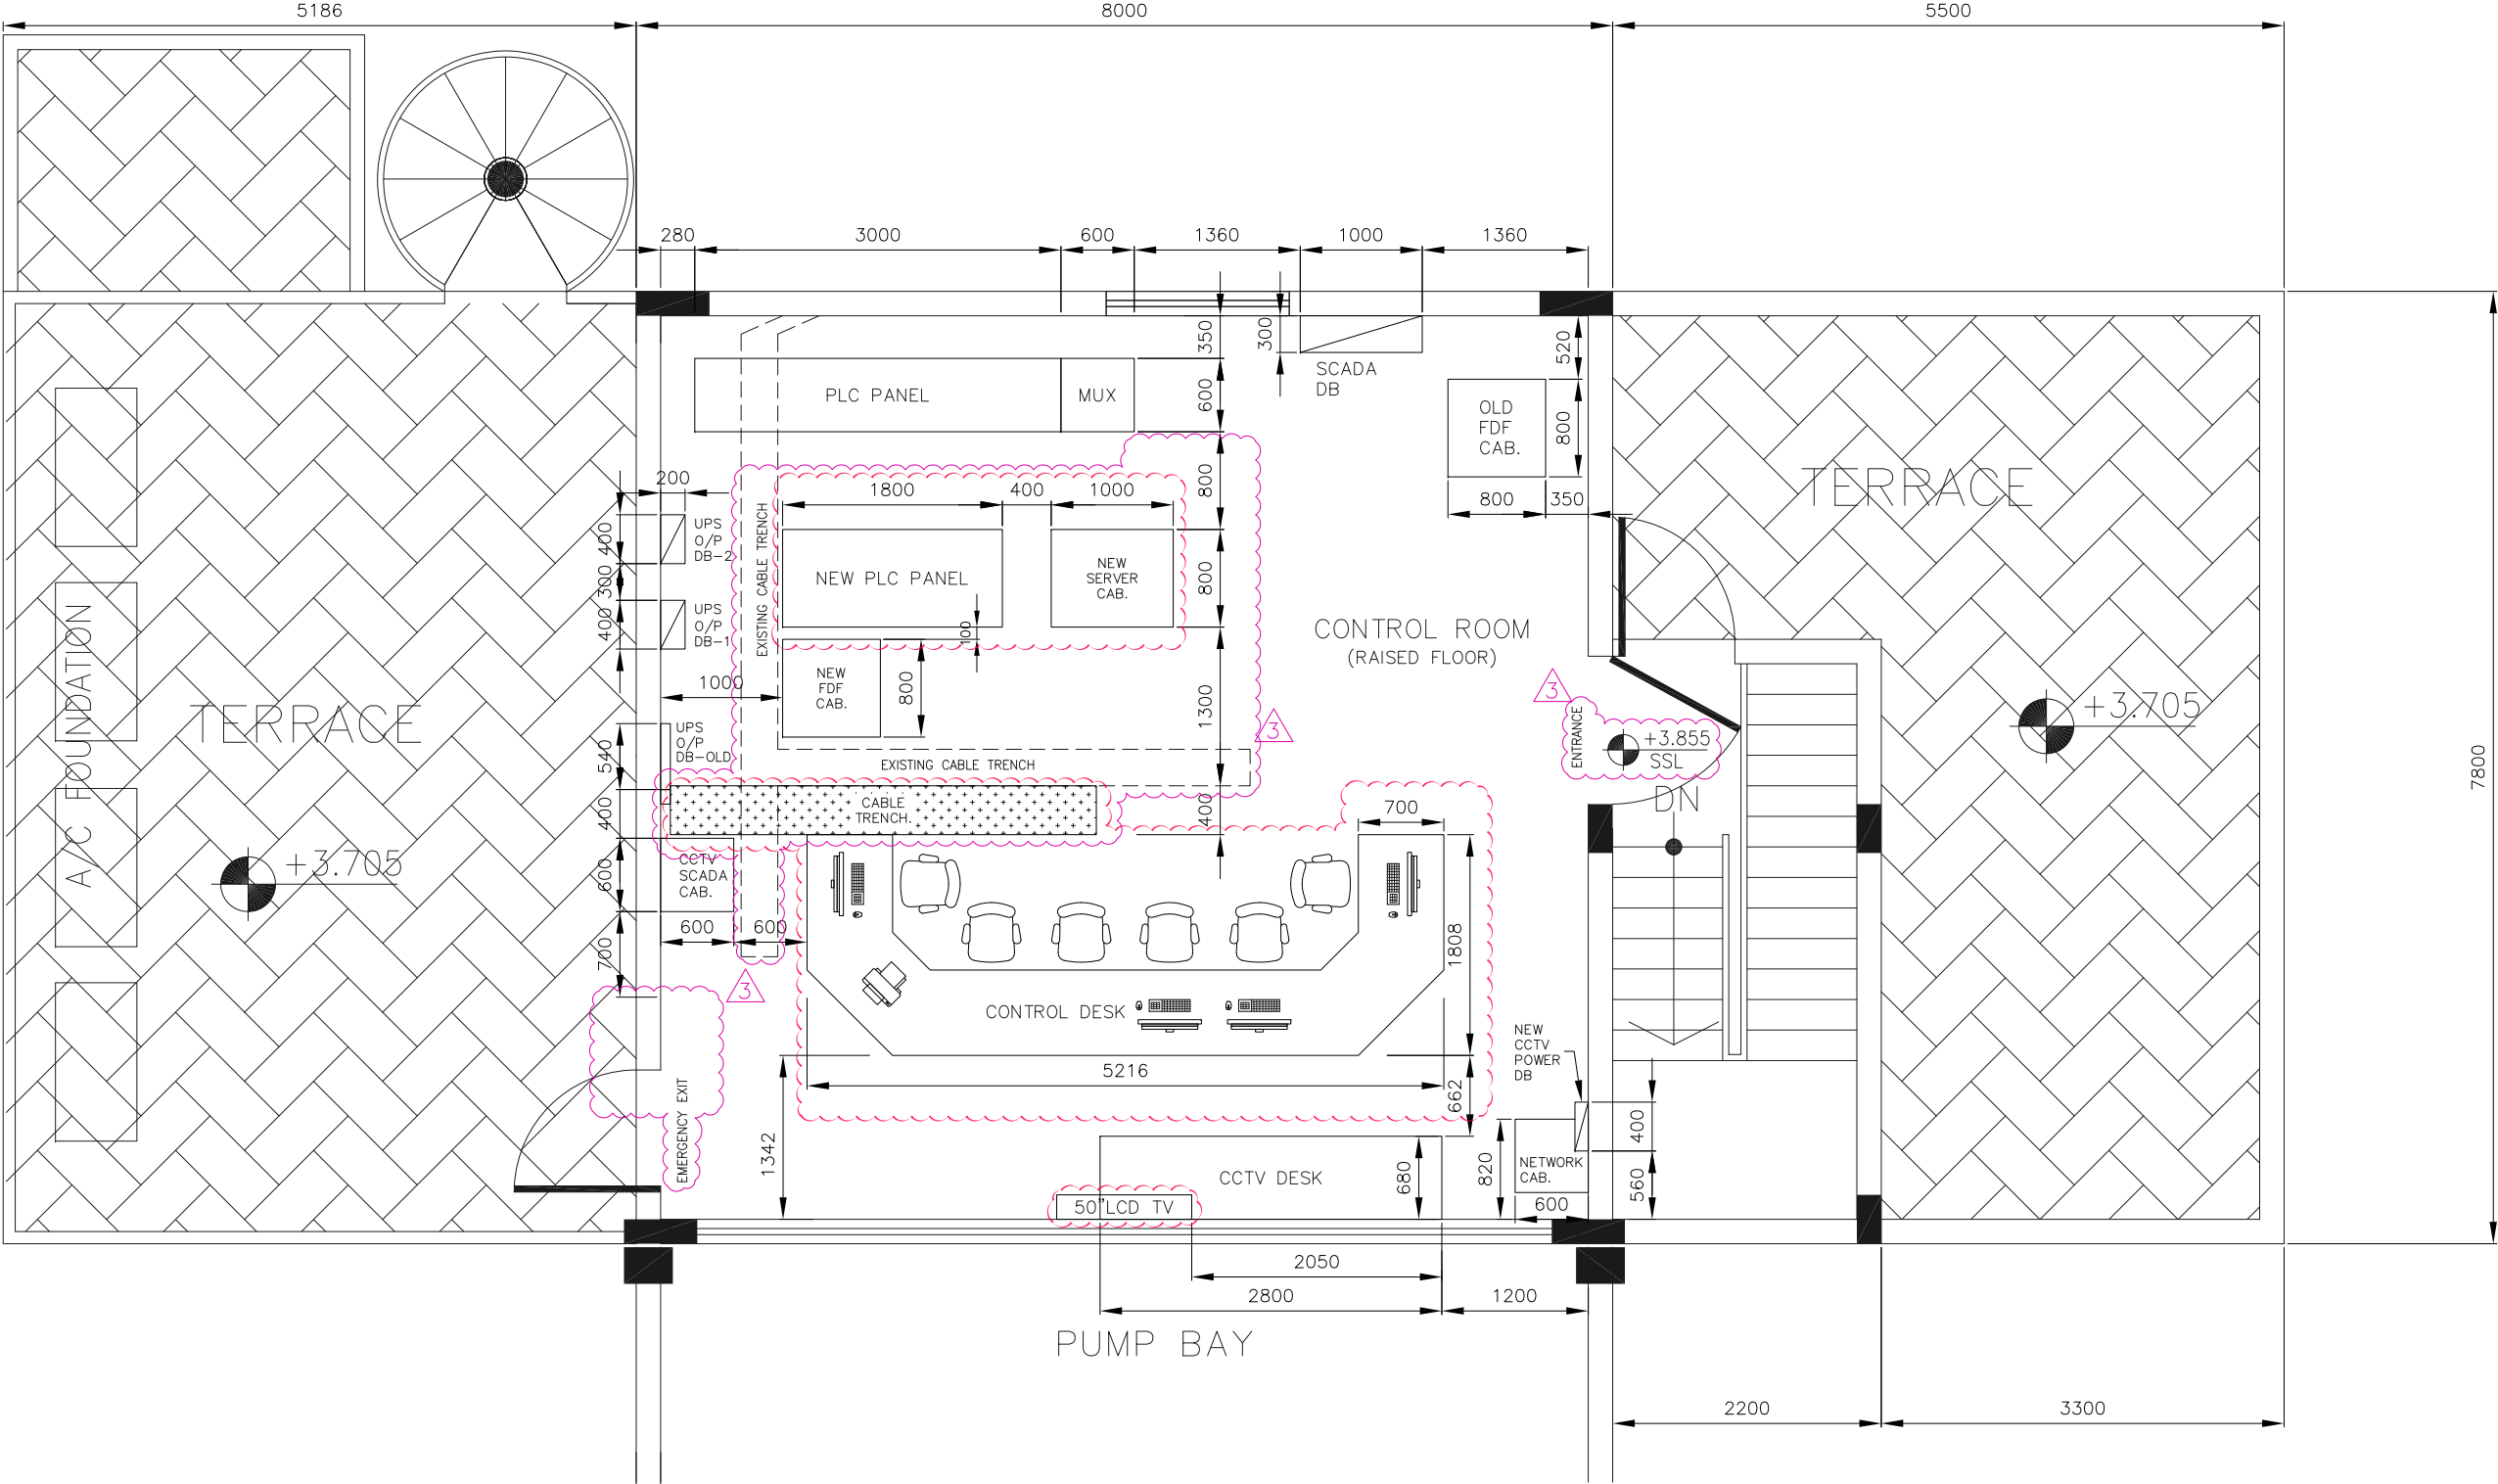 5186
8000
5500
280
3000
600
1360
1000
1360
350
300
520
SCADA
DB
PLC PANEL
MUX
600
OLD
FDF
CAB.
800
800
350
200
1800
400
1000
800
400
UPS
O/P
DB-2
EXISTING CABLE TRENCH
TERRACE
300
NEW PLC PANEL
NEW
SERVER
CAB.
800
400
UPS
O/P
DB-1
100
CONTROL ROOM
(RAISED FLOOR)
A/C FOUNDATION
TERRACE
1000
NEW
FDF
CAB.
800
1300
3
3
ENTRANCE
+3.855
SSL
+3.705
7800
540
UPS
O/P
DB-OLD
EXISTING CABLE TRENCH
400
CABLE
TRENCH.
400
700
DN
+3.705
600
CCTV
SCADA
CAB.
600
600
1808
700
3
CONTROL DESK
NEW
CCTV
POWER
DB
5216
662
EMERGENCY EXIT
1342
CCTV DESK
680
820
NETWORK
CAB.
400
560
50"LCD TV
600
2050
2800
1200
PUMP BAY
2200
3300